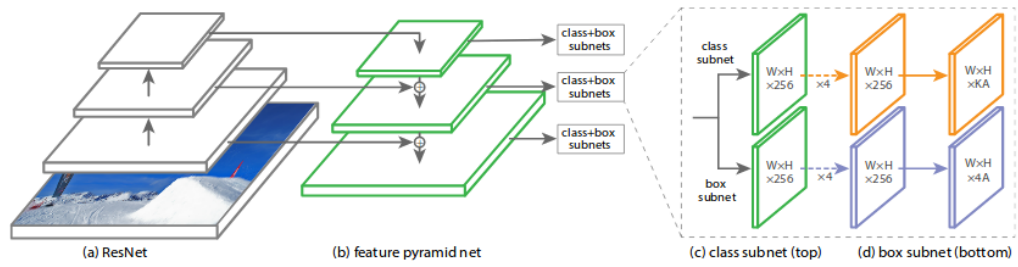 class+box
subnets
class+box
subnets
class+box
subnets
class
subnet
W×H
×256
×4
W×H
×256
W×H
×KA
box
subnet
W×H
×256
×4
W×H
×256
W×H
×4A
(a) ResNet
(b) feature pyramid net
(c) class subnet (top)
(d) box subnet (bottom)